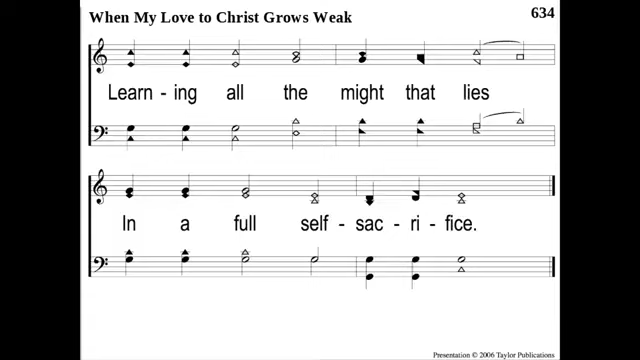 When My Love to Christ Grows Weak
634
Learn - ing all the might that lies
In a full self - sac - ri - fice.
Presentation © 2006 Taylor Publications